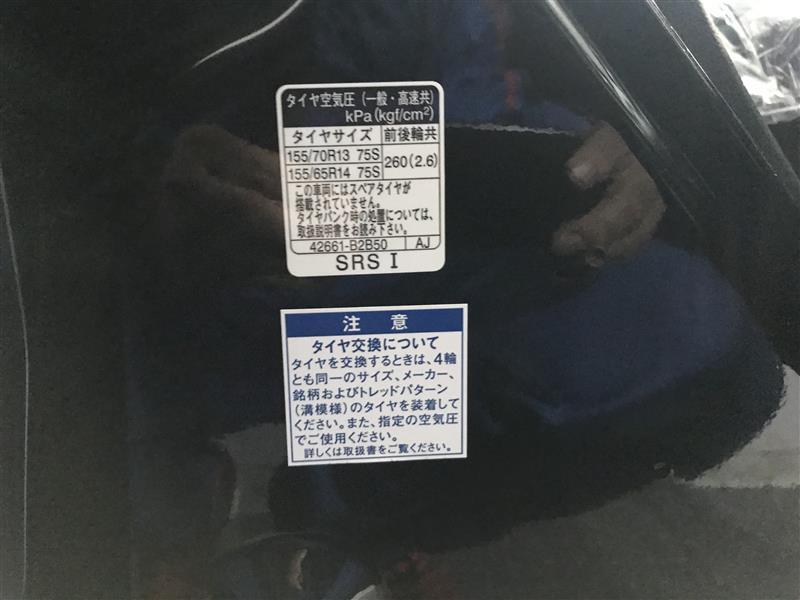 タイヤ空気圧 (一般・高速共)
kPa(kgf/cm²)
タイヤサイズ 前後輪共
155/70R13 75S 260(2.6)
155/65R14 75S
この車両にはスペアタイヤが
搭載されていません。
タイヤパンク時の処置については、
取扱説明書をお読み下さい。
42661-B2B50 AJ
SRS I
注 意
タイヤ交換について
タイヤを交換するときは、4輪
とも同一のサイズ、メーカー、
銘柄およびトレッドパターン
(溝模様)のタイヤを装着して
ください。また、指定の空気圧
でご使用ください。
詳しくは取扱書をご覧ください。